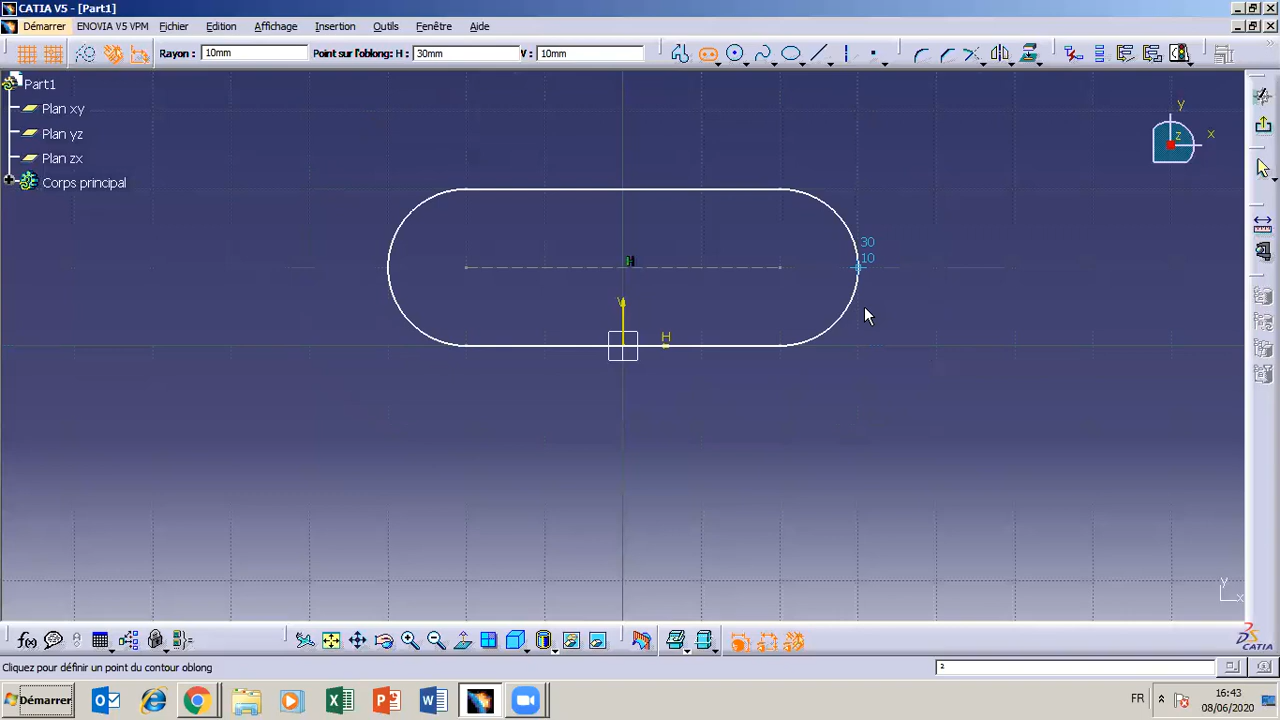 CATIA V5 - [Part1]
Démarrer ENOVIA V5 VPM Fichier Edition Affichage Insertion Outils Fenêtre Aide
Rayon : 10mm Point sur l'oblong: H : 30mm V : 10mm
Part1
Plan xy
Plan yz
Plan zx
Corps principal
y
x
z
30
10
H
V
H
y
x
f(x)
CATIA
Cliquez pour définir un point du contour oblong
²
Démarrer
FR
16:43
08/06/2020